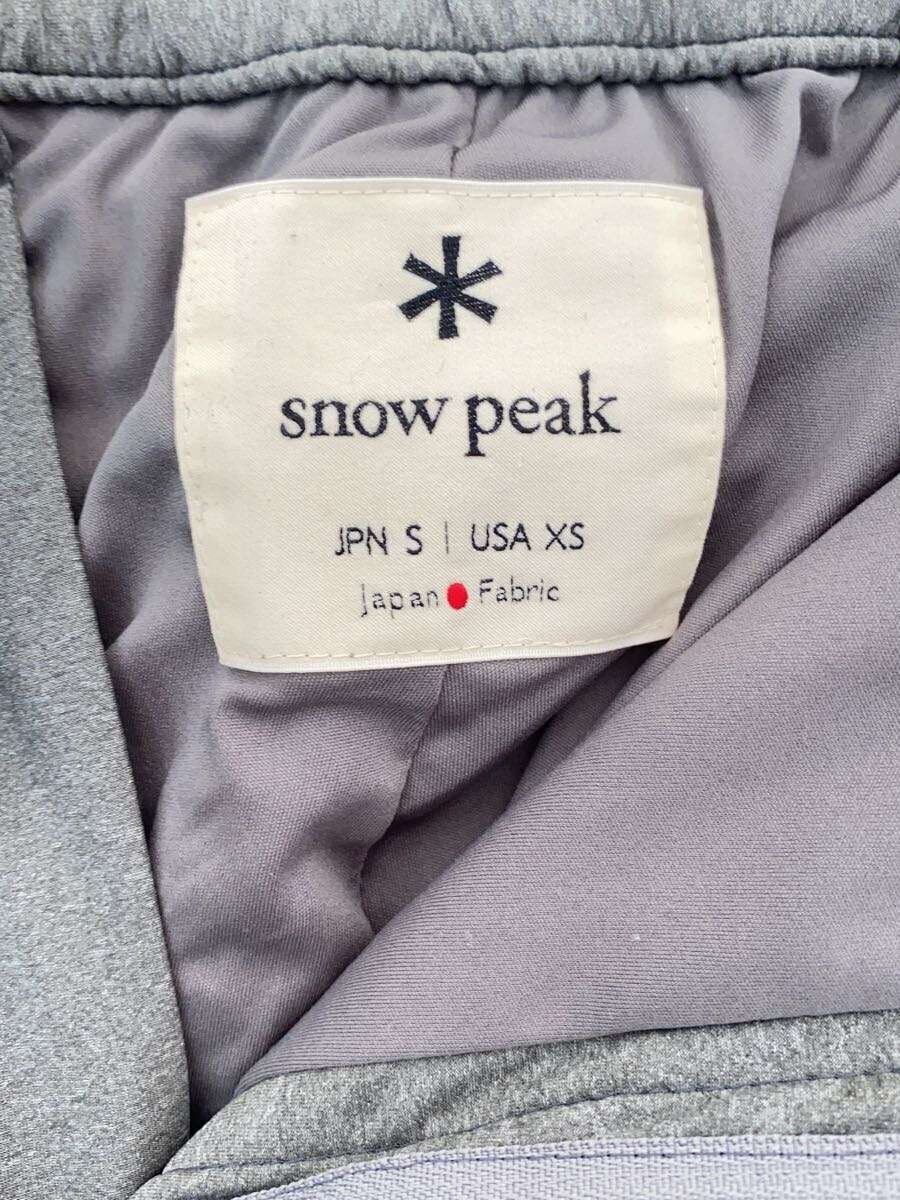 snow peak
JPN S | USA XS
Japan Fabric